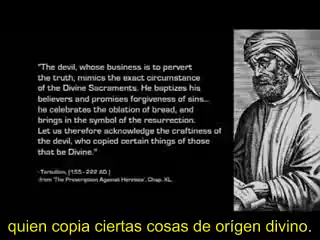 "The devil, whose business is to pervert
the truth, mimics the exact circumstance
of the Divine Sacraments. He baptizes his
believers and promises forgiveness of sins...
he celebrates the oblation of bread, and
brings in the symbol of the resurrection.
Let us therefore acknowledge the craftiness of
the devil, who copied certain things of those
that be Divine."
- Tertullian, (155 - 222 AD.)
-from 'The Prescription Against Heretics', Chap. XL.
quien copia ciertas cosas de orígen divino.